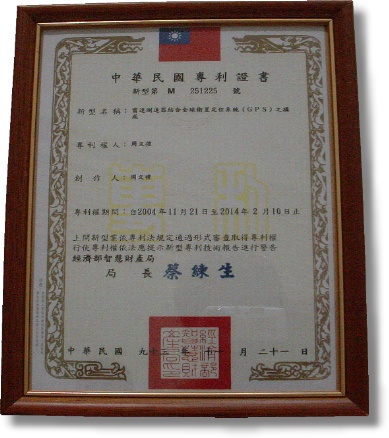 中華民國專利證書
新型第 M 251225 號
新型名稱：雷達測速器結合全球衛星定位系統（GPS）之構
專利權人：周文
創作人：周文
專利權期間：自2004年11月21日至2014年2月10日止
上開新型業依專利法規定通過形式審查取得專利權
行使專利權依法應提示新型專利技術報告進行警告
經濟部智慧財產局
局長 蔡練生
中華民國 九十三年 十一月 二十一日